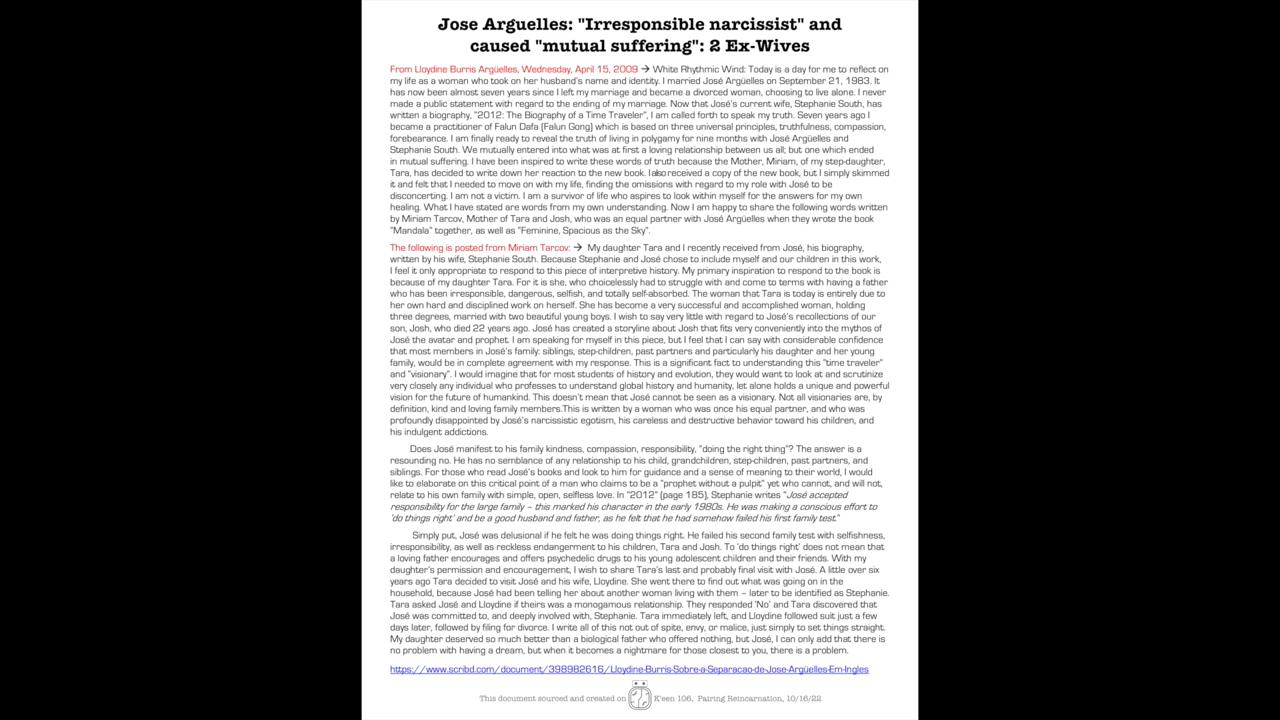 Jose Arguelles: "Irresponsible narcissist" and
caused "mutual suffering": 2 Ex-Wives
From Lloydine Burris Argüelles, Wednesday, April 15, 2009 → White Rhythmic Wind: Today is a day for me to reflect on
my life as a woman who took on her husband's name and identity. I married José Argüelles on September 21, 1983. It
has now been almost seven years since I left my marriage and became a divorced woman, choosing to live alone. I never
made a public statement with regard to the ending of my marriage. Now that José's current wife, Stephanie South, has
written a biography, "2012: The Biography of a Time Traveler", I am called forth to speak my truth. Seven years ago I
became a practitioner of Falun Dafa (Falun Gong) which is based on three universal principles, truthfulness, compassion,
forebearance. I am finally ready to reveal the truth of living in polygamy for nine months with José Argüelles and
Stephanie South. We mutually entered into what was at first a loving relationship between us all; but one which ended
in mutual suffering. I have been inspired to write these words of truth because the Mother, Miriam, of my step-daughter,
Tara, has decided to write down her reaction to the new book. I also received a copy of the new book, but I simply skimmed
it and felt that I needed to move on with my life, finding the omissions with regard to my role with José to be
disconcerting. I am not a victim. I am a survivor of life who aspires to look within myself for the answers for my own
healing. What I have stated are words from my own understanding. Now I am happy to share the following words written
by Miriam Tarcov, Mother of Tara and Josh, who was an equal partner with José Argüelles when they wrote the book
"Mandala" together, as well as "Feminine, Spacious as the Sky".
The following is posted from Miriam Tarcov: → My daughter Tara and I recently received from José, his biography,
written by his wife, Stephanie South. Because Stephanie and José chose to include myself and our children in this work,
I feel it only appropriate to respond to this piece of interpretive history. My primary inspiration to respond to the book is
because of my daughter Tara. For it is she, who choicelessly had to struggle with and come to terms with having a father
who has been irresponsible, dangerous, selfish, and totally self-absorbed. The woman that Tara is today is entirely due to
her own hard and disciplined work on herself. She has become a very successful and accomplished woman, holding
three degrees, married with two beautiful young boys. I wish to say very little with regard to José's recollections of our
son, Josh, who died 22 years ago. José has created a storyline about Josh that fits very conveniently into the mythos of
José the avatar and prophet. I am speaking for myself in this piece, but I feel that I can say with considerable confidence
that most members in José's family: siblings, step-children, past partners and particularly his daughter and her young
family, would be in complete agreement with my response. This is a significant fact to understanding this "time traveler"
and "visionary". I would imagine that for most students of history and evolution, they would want to look at and scrutinize
very closely any individual who professes to understand global history and humanity, let alone holds a unique and powerful
vision for the future of humankind. This doesn't mean that José cannot be seen as a visionary. Not all visionaries are, by
definition, kind and loving family members.This is written by a woman who was once his equal partner, and who was
profoundly disappointed by José's narcissistic egotism, his careless and destructive behavior toward his children, and
his indulgent addictions.
Does José manifest to his family kindness, compassion, responsibility, "doing the right thing"? The answer is a
resounding no. He has no semblance of any relationship to his child, grandchildren, step-children, past partners, and
siblings. For those who read José's books and look to him for guidance and a sense of meaning to their world, I would
like to elaborate on this critical point of a man who claims to be a "prophet without a pulpit" yet who cannot, and will not,
relate to his own family with simple, open, selfless love. In "2012" (page 185), Stephanie writes "José accepted
responsibility for the large family – this marked his character in the early 1980s. He was making a conscious effort to
'do things right' and be a good husband and father, as he felt that he had somehow failed his first family test."
Simply put, José was delusional if he felt he was doing things right. He failed his second family test with selfishness,
irresponsibility, as well as reckless endangerment to his children, Tara and Josh. To 'do things right' does not mean that
a loving father encourages and offers psychedelic drugs to his young adolescent children and their friends. With my
daughter's permission and encouragement, I wish to share Tara's last and probably final visit with José. A little over six
years ago Tara decided to visit José and his wife, Lloydine. She went there to find out what was going on in the
household, because José had been telling her about another woman living with them – later to be identified as Stephanie.
Tara asked José and Lloydine if theirs was a monogamous relationship. They responded 'No' and Tara discovered that
José was committed to, and deeply involved with, Stephanie. Tara immediately left, and Lloydine followed suit just a few
days later, followed by filing for divorce. I write all of this not out of spite, envy, or malice, just simply to set things straight.
My daughter deserved so much better than a biological father who offered nothing, but José, I can only add that there is
no problem with having a dream, but when it becomes a nightmare for those closest to you, there is a problem.
https://www.scribd.com/document/398982616/Lloydine-Burris-Sobre-a-Separacao-de-Jose-Argüelles-Em-Ingles
This document sourced and created on K'een 106, Pairing Reincarnation, 10/16/22